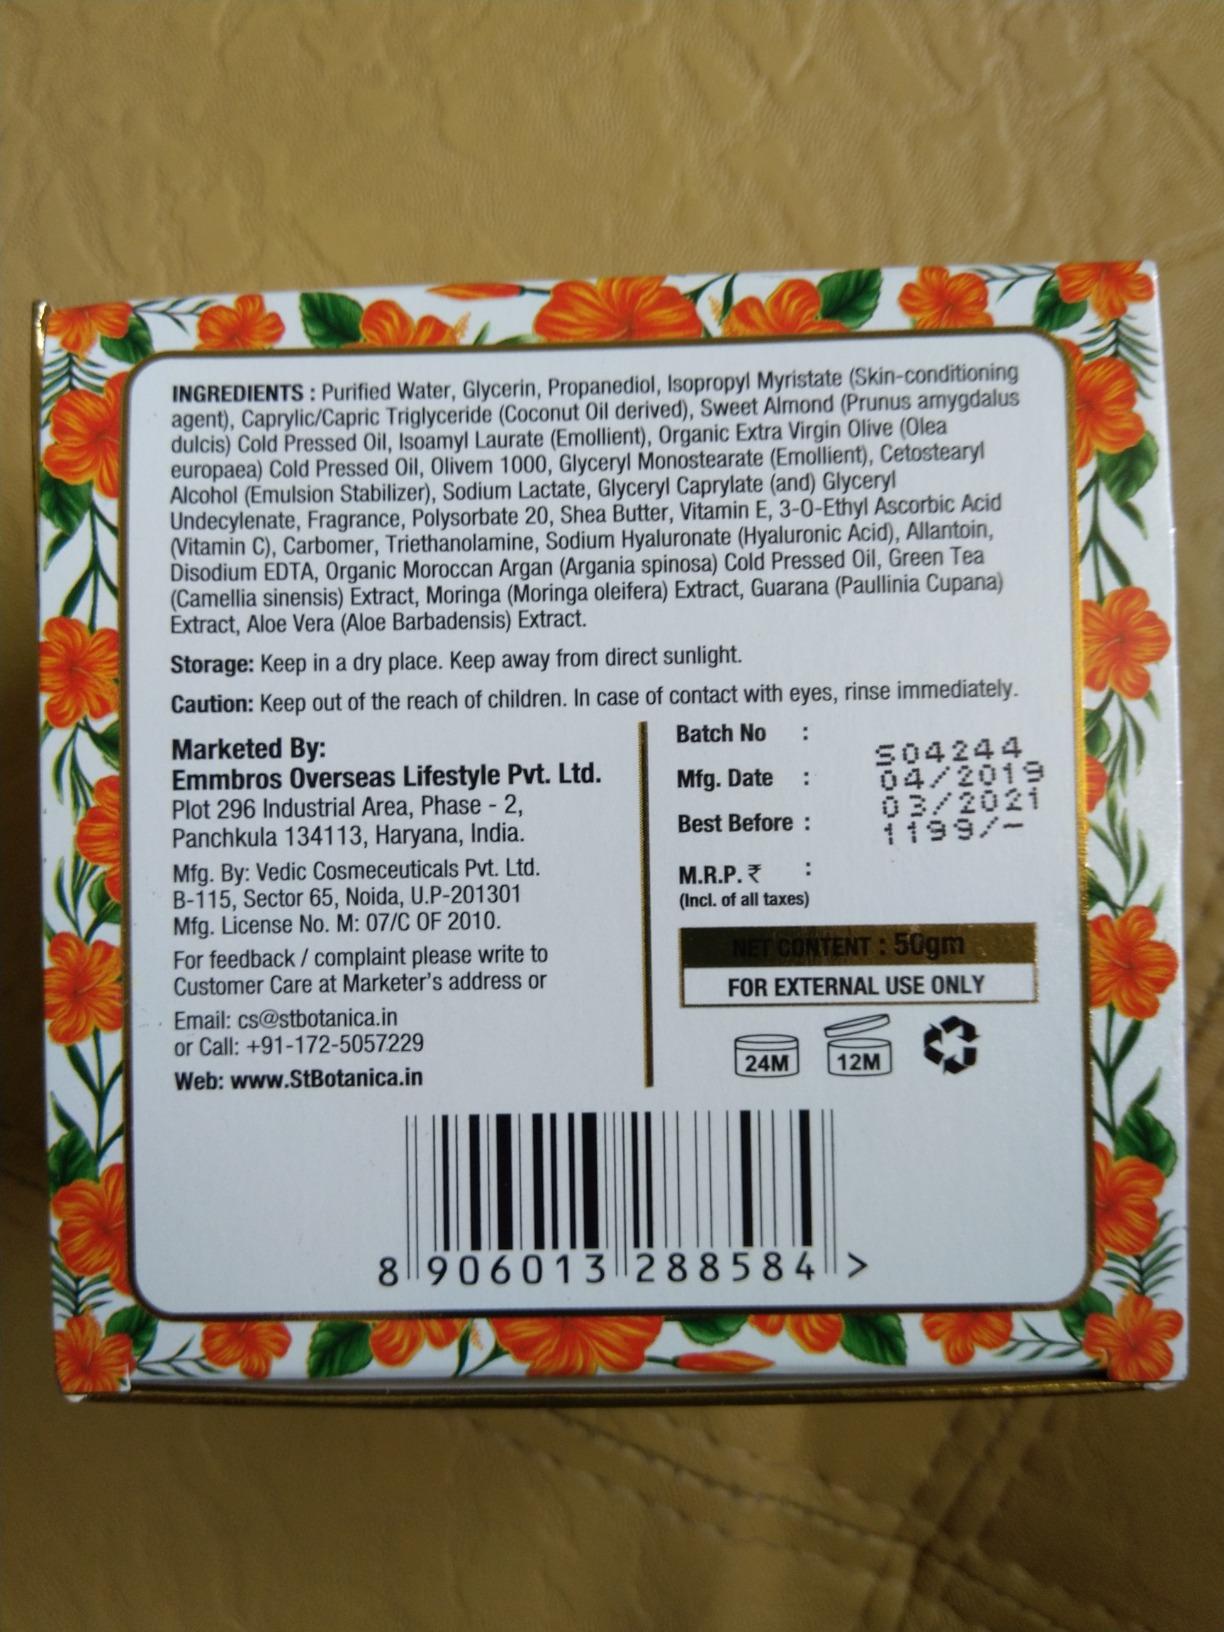 INGREDIENTS : Purified Water, Glycerin, Propanediol, Isopropyl Myristate (Skin-conditioning
agent), Caprylic/Capric Triglyceride (Coconut Oil derived), Sweet Almond (Prunus amygdalus
dulcis) Cold Pressed Oil, Isoamyl Laurate (Emollient), Organic Extra Virgin Olive (Olea
europaea) Cold Pressed Oil, Olivem 1000, Glyceryl Monostearate (Emollient), Cetostearyl
Alcohol (Emulsion Stabilizer), Sodium Lactate, Glyceryl Caprylate (and) Glyceryl
Undecylenate, Fragrance, Polysorbate 20, Shea Butter, Vitamin E, 3-O-Ethyl Ascorbic Acid
(Vitamin C), Carbomer, Triethanolamine, Sodium Hyaluronate (Hyaluronic Acid), Allantoin,
Disodium EDTA, Organic Moroccan Argan (Argania spinosa) Cold Pressed Oil, Green Tea
(Camellia sinensis) Extract, Moringa (Moringa oleifera) Extract, Guarana (Paullinia Cupana)
Extract, Aloe Vera (Aloe Barbadensis) Extract.
Storage: Keep in a dry place. Keep away from direct sunlight.
Caution: Keep out of the reach of children. In case of contact with eyes, rinse immediately.
Marketed By:
Emmbros Overseas Lifestyle Pvt. Ltd.
Plot 296 Industrial Area, Phase - 2,
Panchkula 134113, Haryana, India.
Mfg. By: Vedic Cosmeceuticals Pvt. Ltd.
B-115, Sector 65, Noida, U.P-201301
Mfg. License No. M: 07/C OF 2010.
For feedback / complaint please write to
Customer Care at Marketer's address or
Email: cs@stbotanica.in
or Call: +91-172-5057229
Web: www.StBotanica.in
Batch No :
Mfg. Date :
Best Before :
M.R.P. ₹ :
(Incl. of all taxes)
S04244
04/2019
03/2021
1199/-
NET CONTENT : 50gm
FOR EXTERNAL USE ONLY
24M 12M
8 906013 288584 >